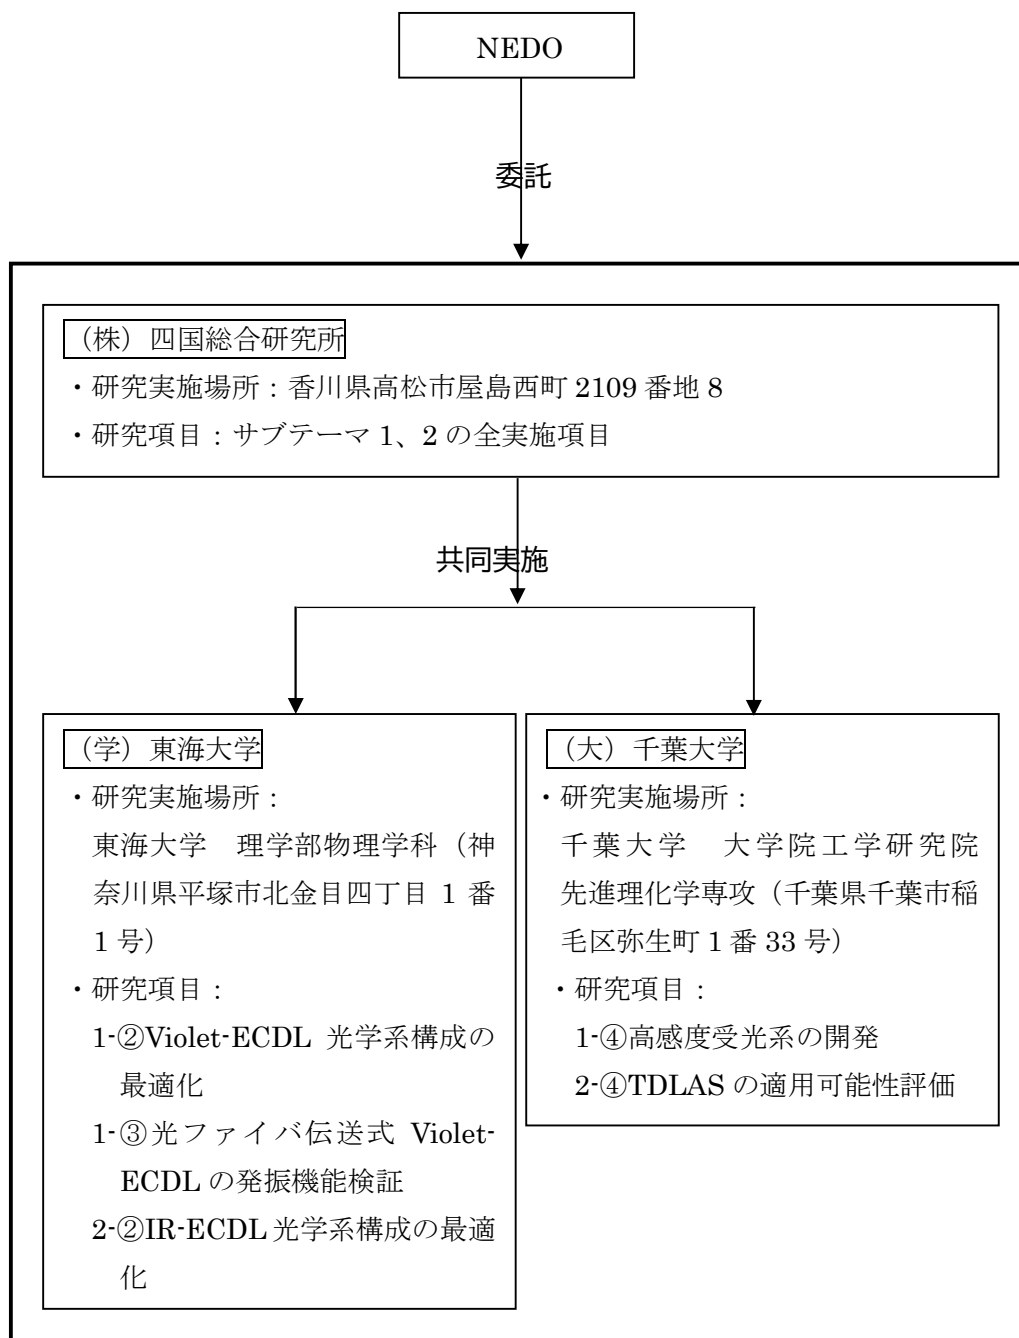 NEDO
委託
（株）四国総合研究所
・研究実施場所：香川県高松市屋島西町 2109 番地 8
・研究項目：サブテーマ 1、2 の全実施項目
共同実施
（学）東海大学
・研究実施場所：
東海大学　理学部物理学科（神
奈川県平塚市北金目四丁目 1 番
1 号）
・研究項目：
1-②Violet-ECDL 光学系構成の
最適化
1-③光ファイバ伝送式 Violet-
ECDL の発振機能検証
2-②IR-ECDL 光学系構成の最適
化
（大）千葉大学
・研究実施場所：
千葉大学　大学院工学研究院
先進理化学専攻（千葉県千葉市稲
毛区弥生町 1 番 33 号）
・研究項目：
1-④高感度受光系の開発
2-④TDLAS の適用可能性評価